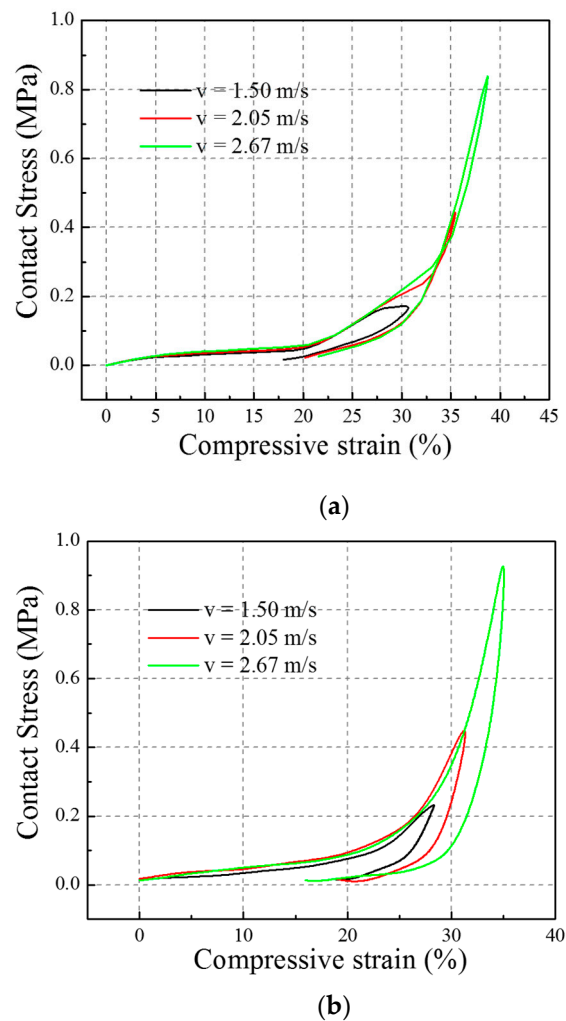 1.0
0.8
0.6
0.4
0.2
0.0
Contact Stress (MPa)
v = 1.50 m/s
v = 2.05 m/s
v = 2.67 m/s
0 5 10 15 20 25 30 35 40 45
Compressive strain (%)
(a)
1.0
0.8
0.6
0.4
0.2
0.0
Contact Stress (MPa)
v = 1.50 m/s
v = 2.05 m/s
v = 2.67 m/s
0 10 20 30 40
Compressive strain (%)
(b)